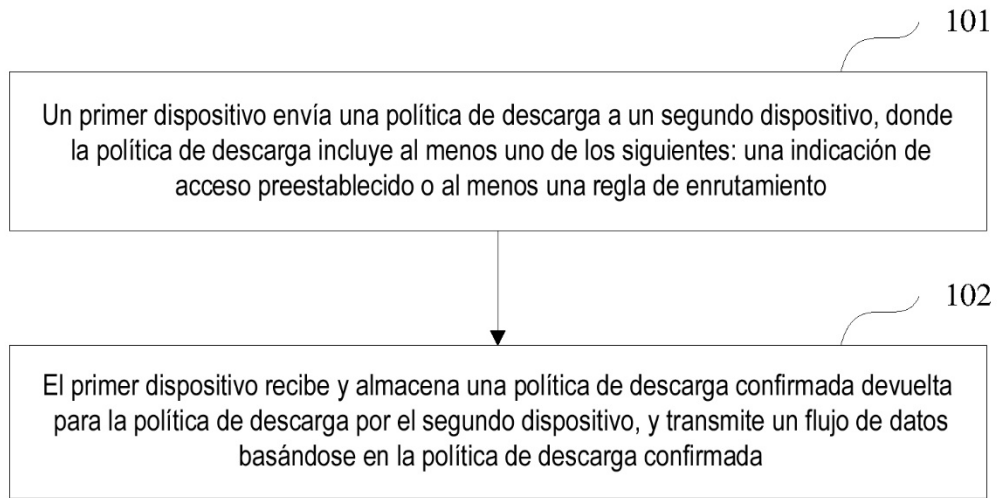 101
Un primer dispositivo envía una política de descarga a un segundo dispositivo, donde
la política de descarga incluye al menos uno de los siguientes: una indicación de
acceso preestablecido o al menos una regla de enrutamiento
102
El primer dispositivo recibe y almacena una política de descarga confirmada devuelta
para la política de descarga por el segundo dispositivo, y transmite un flujo de datos
basándose en la política de descarga confirmada